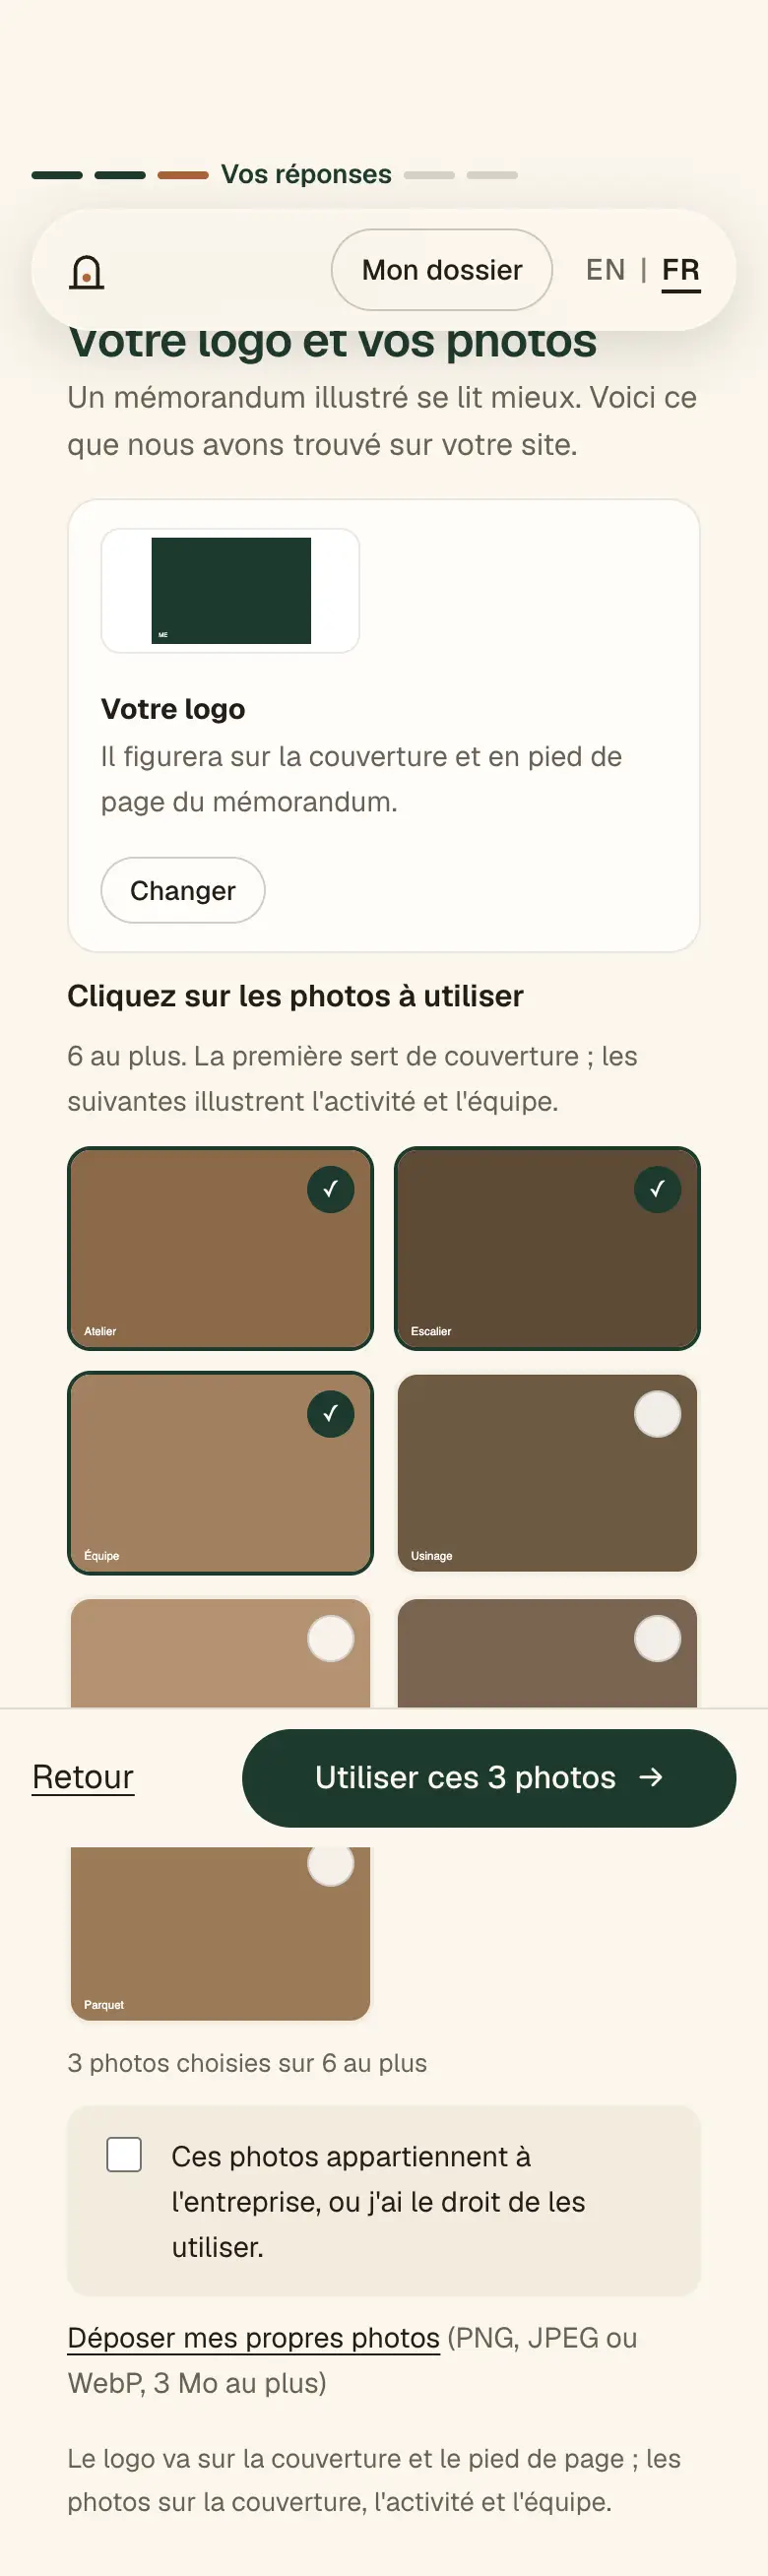 Vos réponses
Mon dossier
EN | FR
Votre logo et vos photos
Un mémorandum illustré se lit mieux. Voici ce
que nous avons trouvé sur votre site.
ME
Votre logo
Il figurera sur la couverture et en pied de
page du mémorandum.
Changer
Cliquez sur les photos à utiliser
6 au plus. La première sert de couverture ; les
suivantes illustrent l'activité et l'équipe.
Atelier
Escalier
Équipe
Usinage
Retour
Utiliser ces 3 photos →
Parquet
3 photos choisies sur 6 au plus
Ces photos appartiennent à
l'entreprise, ou j'ai le droit de les
utiliser.
Déposer mes propres photos (PNG, JPEG ou
WebP, 3 Mo au plus)
Le logo va sur la couverture et le pied de page ; les
photos sur la couverture, l'activité et l'équipe.